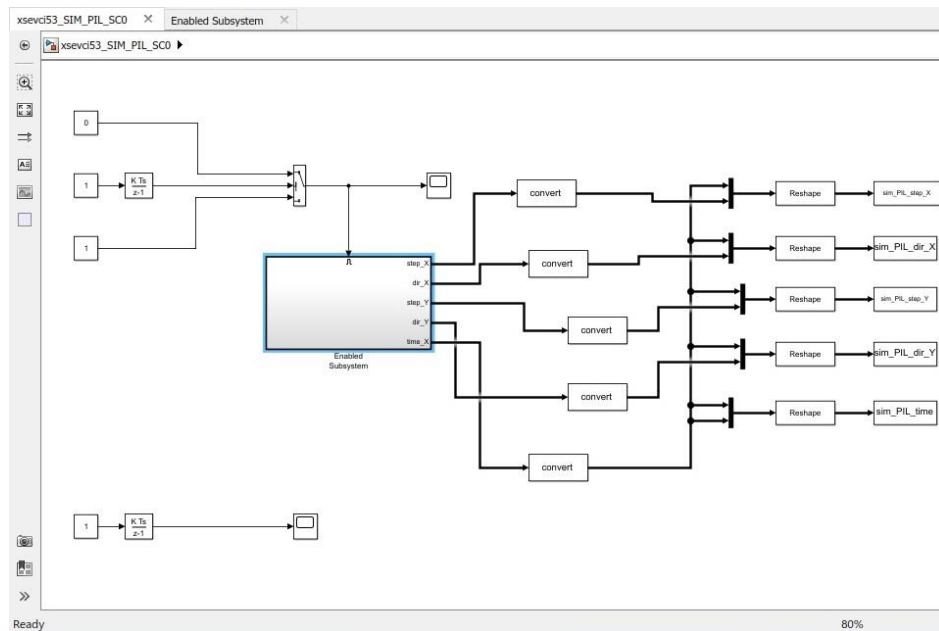 xsevci53_SIM_PIL_SC0
Enabled Subsystem
xsevci53_SIM_PIL_SC0
0
1
K Ts
z-1
1
step_X
dir_X
step_Y
dir_Y
time_X
Enabled
Subsystem
convert
convert
convert
convert
convert
Reshape
sim_PIL_step_X
Reshape
sim_PIL_dir_X
Reshape
sim_PIL_step_Y
Reshape
sim_PIL_dir_Y
Reshape
sim_PIL_time
1
K Ts
z-1
Ready
80%